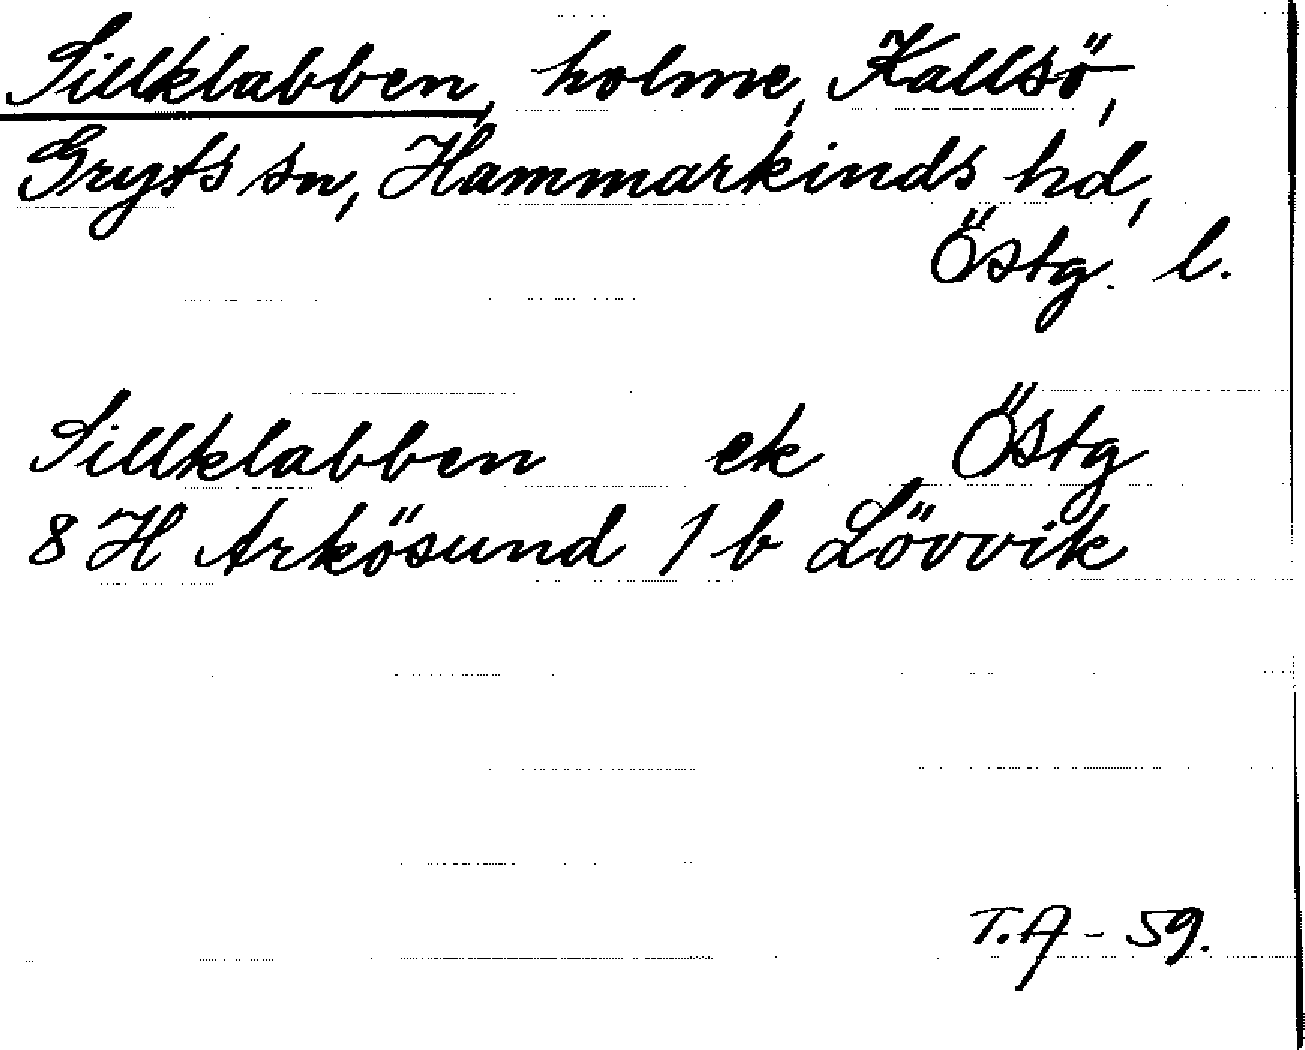 Sillklabben, holme, Kallsö,
Gryts sn, Hammarkinds hd,
Östg. l.
Sillklabben ek Östg
8 H Arkösund 1 b Lövvik
T.A - 59.